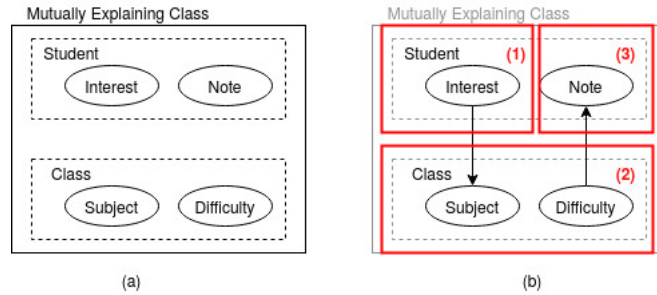 Mutually Explaining Class
Student
Interest
Note
Class
Subject
Difficulty
(a)
Mutually Explaining Class
Student
(1)
(3)
Interest
Note
Class
(2)
Subject
Difficulty
(b)